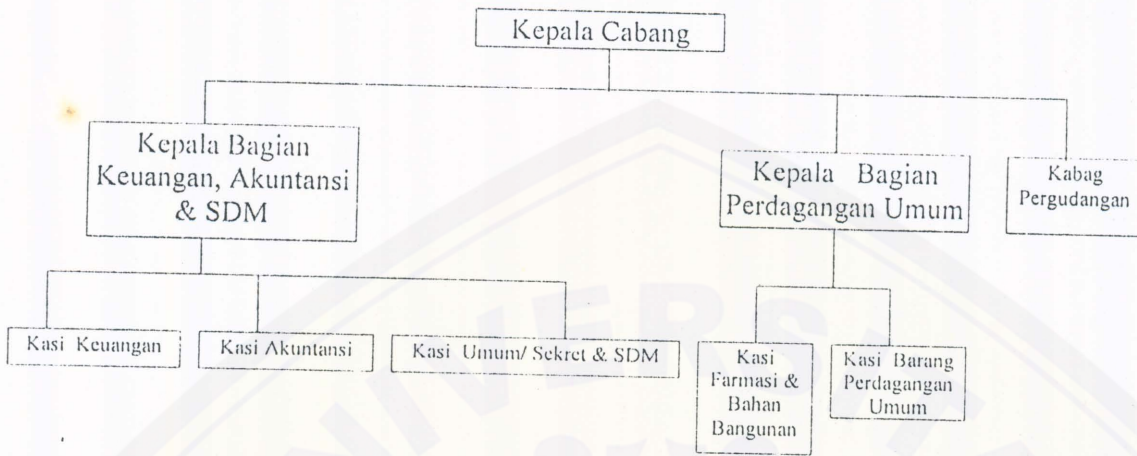 Kepala Cabang
Kepala Bagian
Keuangan, Akuntansi
& SDM
Kepala Bagian
Perdagangan Umum
Kabag
Pergudangan
Kasi Keuangan
Kasi Akuntansi
Kasi Umum/ Sekret & SDM
Kasi
Farmasi &
Bahan
Bangunan
Kasi Barang
Perdagangan
Umum
UNIVERSITA